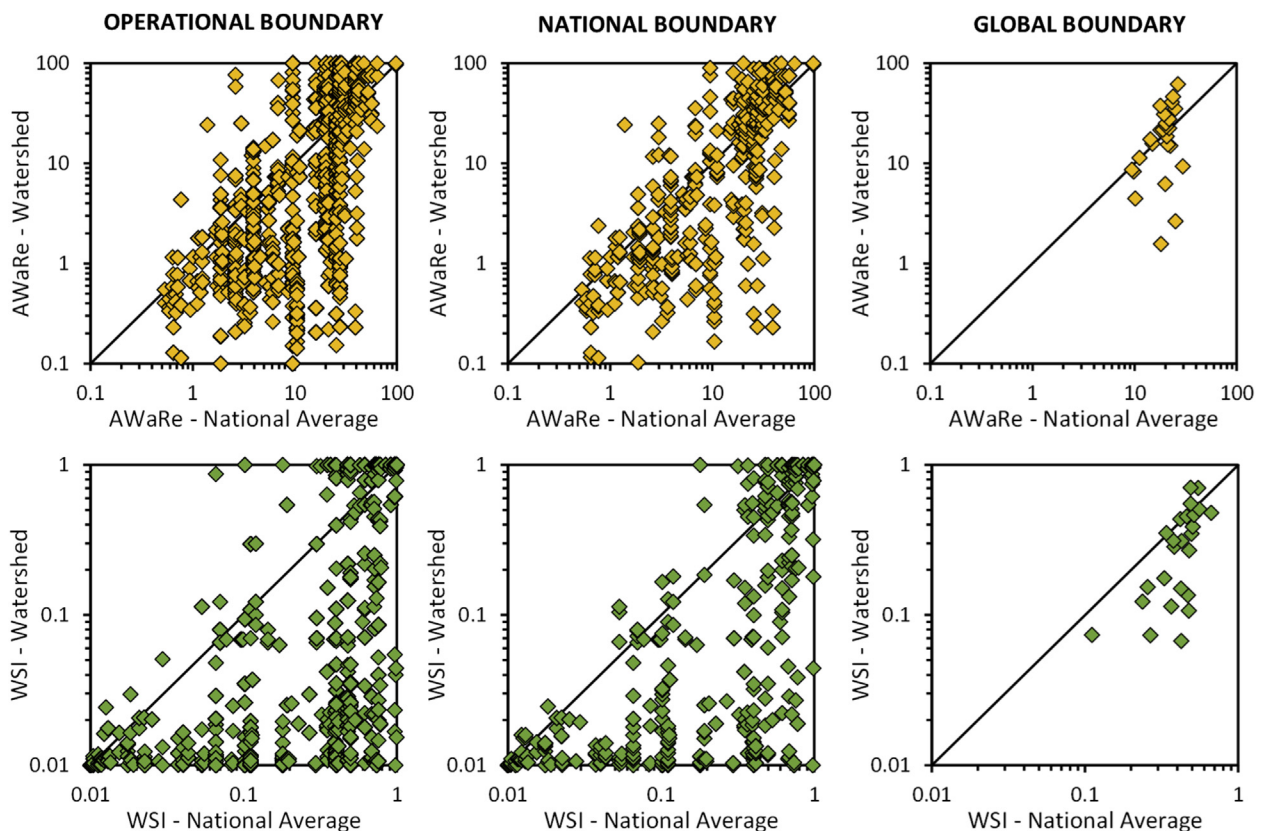 OPERATIONAL BOUNDARY
NATIONAL BOUNDARY
GLOBAL BOUNDARY
AWaRe - Watershed
100
10
1
0.1
0.1 1 10 100
AWaRe - National Average
AWaRe - Watershed
100
10
1
0.1
0.1 1 10 100
AWaRe - National Average
AWaRe - Watershed
100
10
1
0.1
0.1 1 10 100
AWaRe - National Average
WSI - Watershed
1
0.1
0.01
0.01 0.1 1
WSI - National Average
WSI - Watershed
1
0.1
0.01
0.01 0.1 1
WSI - National Average
WSI - Watershed
1
0.1
0.01
0.01 0.1 1
WSI - National Average